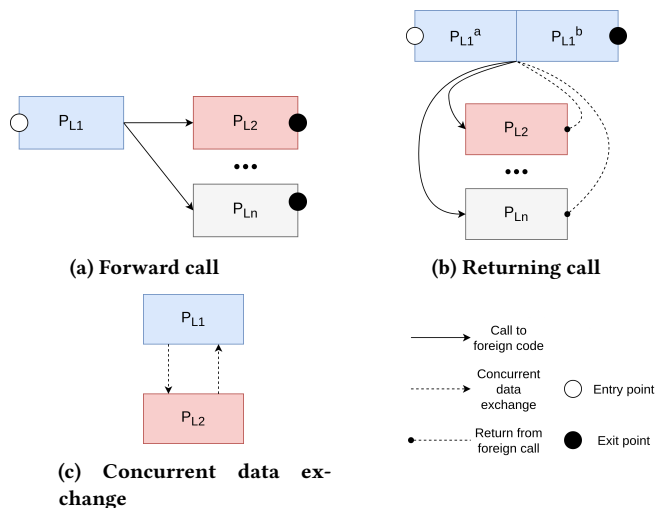 P_L1^a
P_L1^b
P_L1
P_L2
•••
P_Ln
P_L2
•••
P_Ln
(a) Forward call
(b) Returning call
P_L1
P_L2
(c) Concurrent data ex-
change
Call to
foreign code
Concurrent
data
exchange
Entry point
Return from
foreign call
Exit point